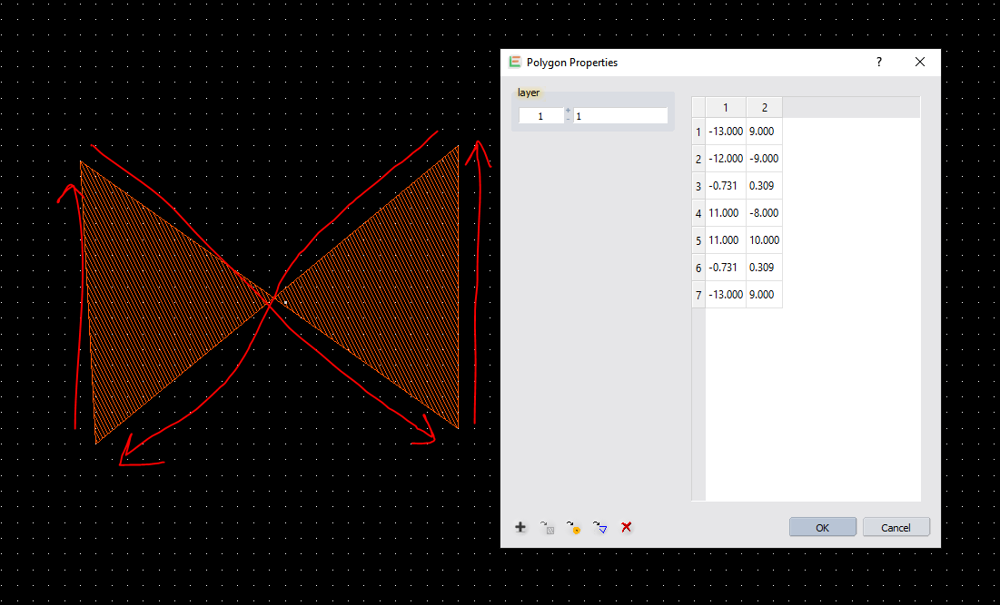 Polygon Properties
?
layer
1
1
1 2
1 -13.000 9.000
2 -12.000 -9.000
3 -0.731 0.309
4 11.000 -8.000
5 11.000 10.000
6 -0.731 0.309
7 -13.000 9.000
OK Cancel